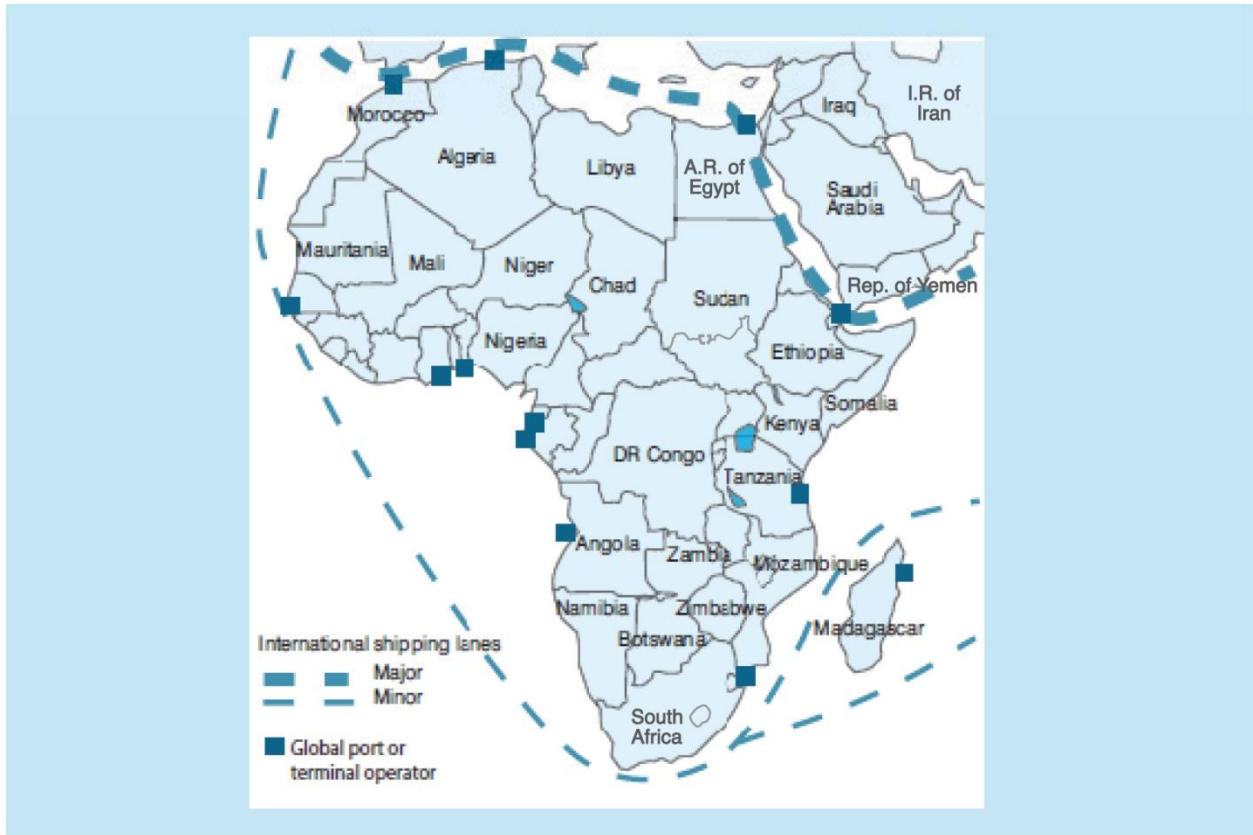 Iraq
I.R. of
Iran
Morocco
Algeria
Libya
A.R. of
Egypt
Saudi
Arabia
Mauritania
Mali
Niger
Chad
Sudan
Rep. of Yemen
Nigeria
Ethiopia
Somalia
Kenya
DR Congo
Tanzania
Angola
Zambia
Mozambique
Namibia
Zimbabwe
Madagascar
Botswana
South
Africa
International shipping lanes
Major
Minor
Global port or
terminal operator